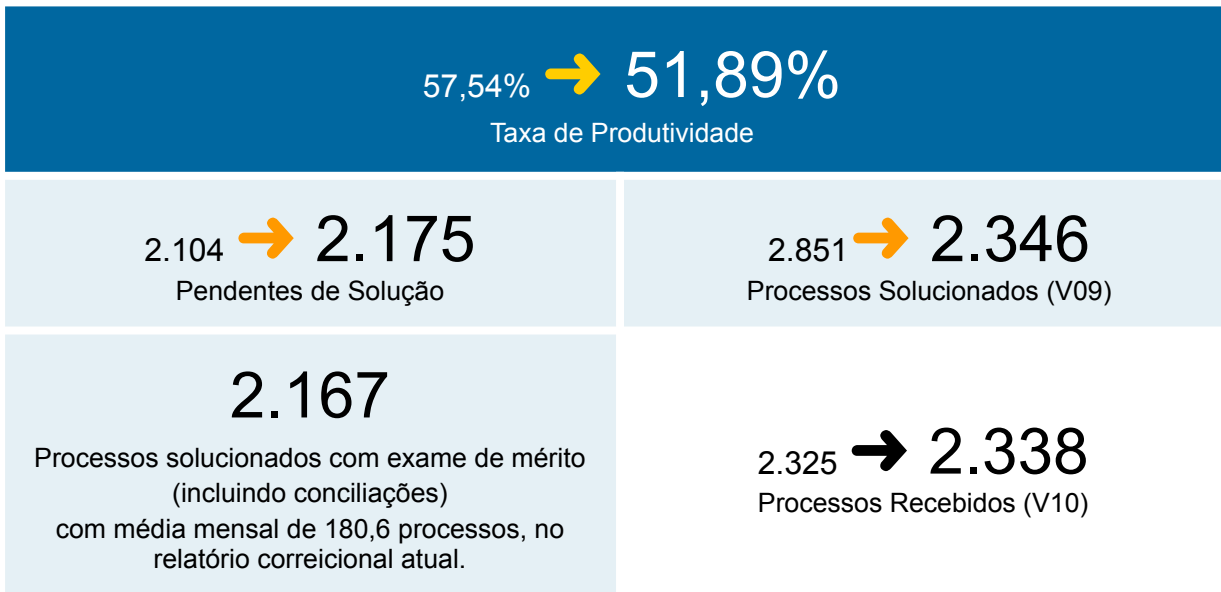 57,54% ➜ 51,89%
Taxa de Produtividade
2.104 ➜ 2.175
Pendentes de Solução
2.851 ➜ 2.346
Processos Solucionados (V09)
2.167
Processos solucionados com exame de mérito
(incluindo conciliações)
com média mensal de 180,6 processos, no
relatório correicional atual.
2.325 ➜ 2.338
Processos Recebidos (V10)